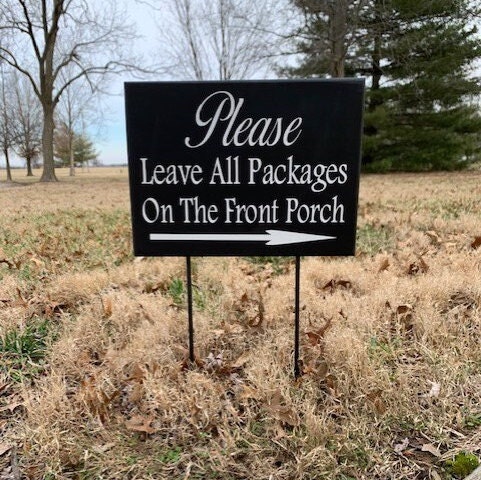 Please
Leave All Packages
On The Front Porch